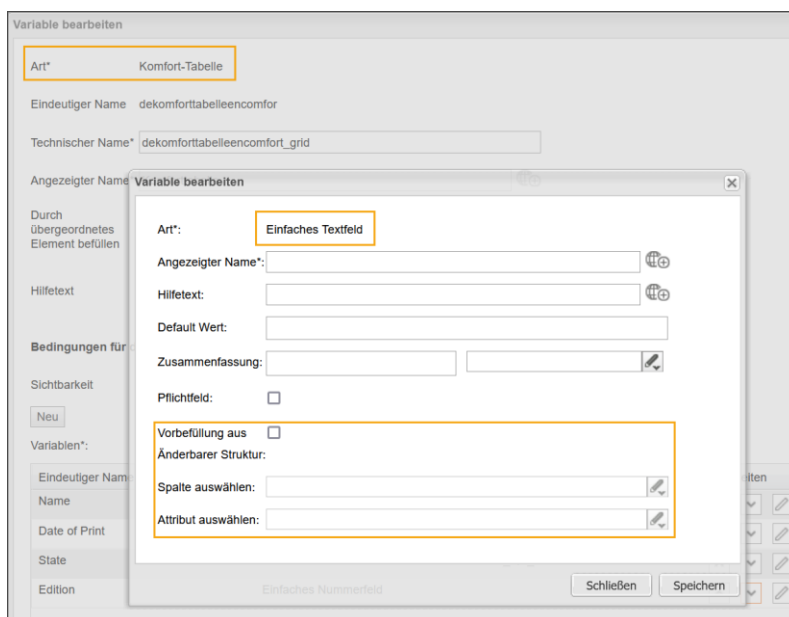 Variable bearbeiten
Art* Komfort-Tabelle
Eindeutiger Name dekomforttabelleencomfor
Technischer Name* dekomforttabelleencomfort_grid
Angezeigter Name
Durch
übergeordnetes
Element befüllen
Hilfetext
Bedingungen für
Sichtbarkeit
Neu
Variablen*:
Eindeutiger Nam
Name
Date of Print
State
Edition Einfaches Nummerfeld
iten
Variable bearbeiten
Art*: Einfaches Textfeld
Angezeigter Name*:
Hilfetext:
Default Wert:
Zusammenfassung:
Pflichtfeld:
Vorbefüllung aus
Änderbarer Struktur:
Spalte auswählen:
Attribut auswählen:
Schließen Speichern